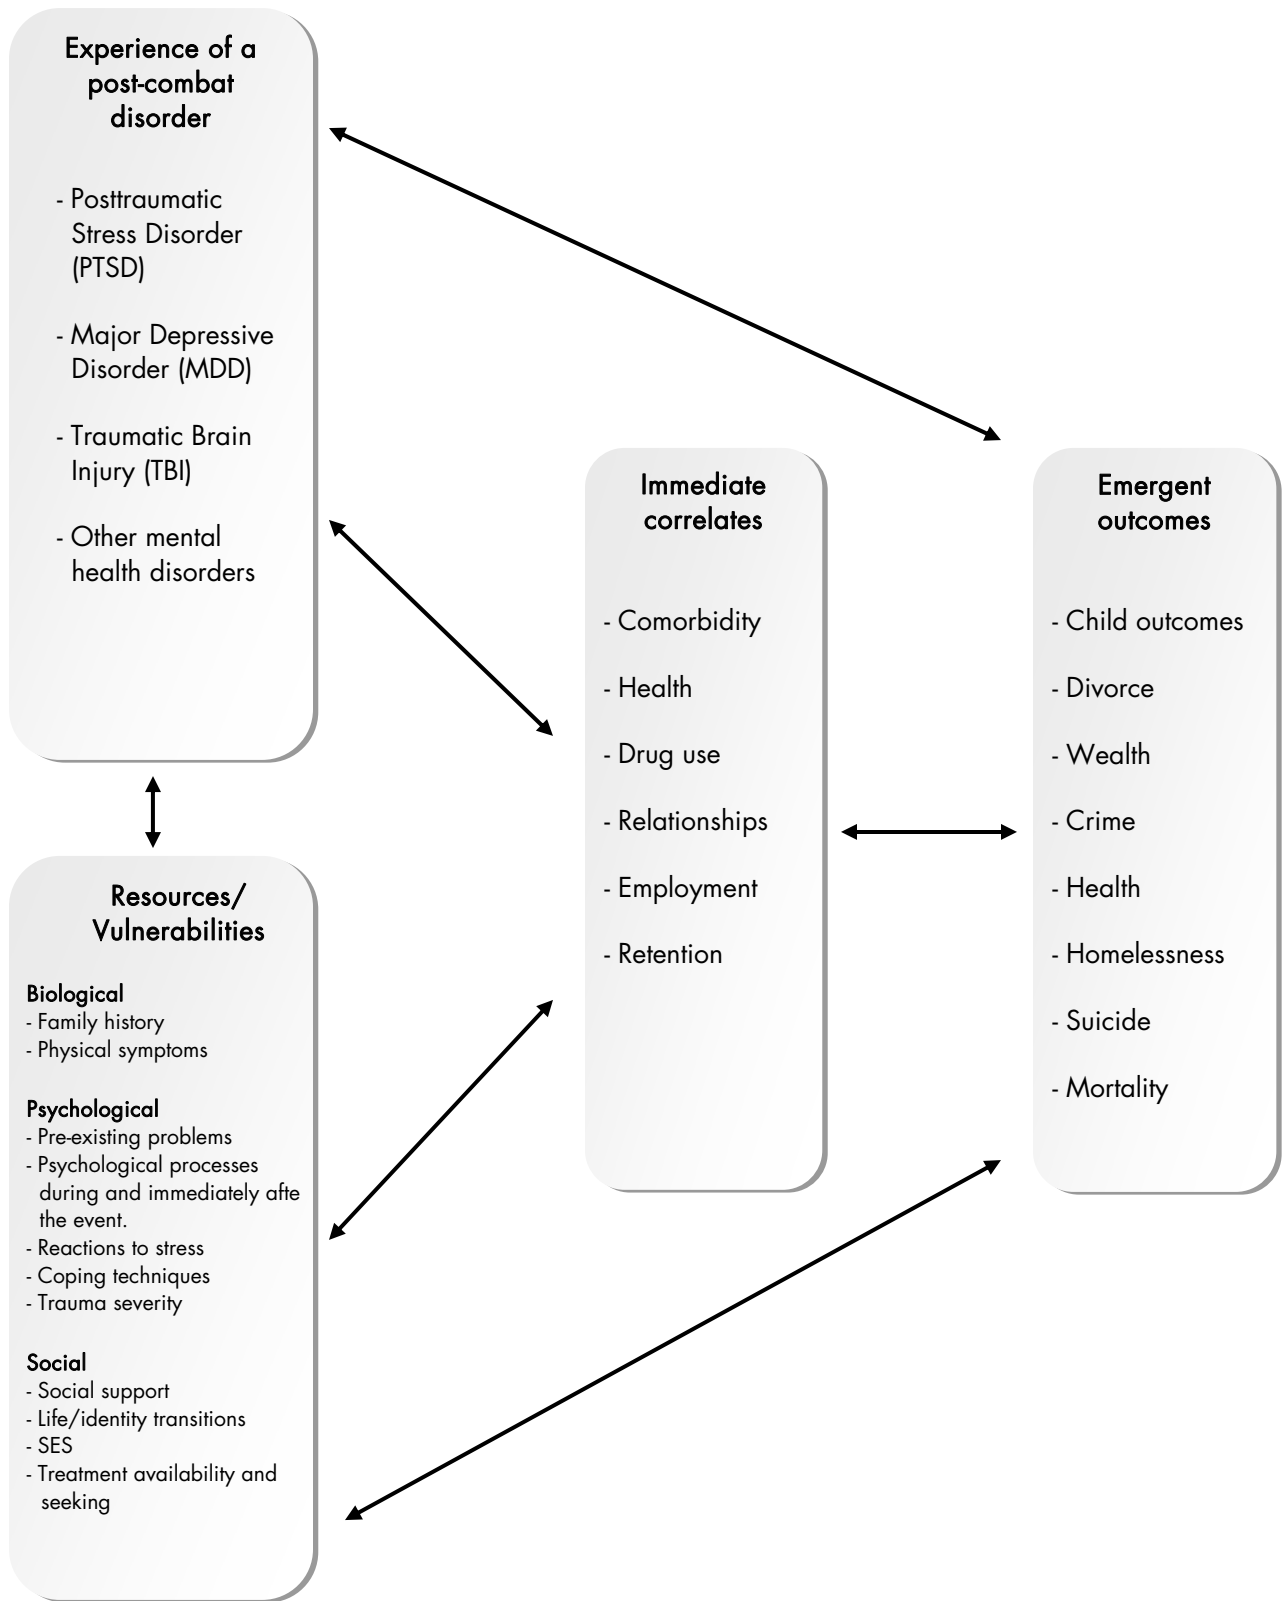 Experience of a
post-combat
disorder
- Posttraumatic
Stress Disorder
(PTSD)
- Major Depressive
Disorder (MDD)
- Traumatic Brain
Injury (TBI)
- Other mental
health disorders
Resources/
Vulnerabilities
Biological
- Family history
- Physical symptoms
Psychological
- Pre-existing problems
- Psychological processes
during and immediately afte
the event.
- Reactions to stress
- Coping techniques
- Trauma severity
Social
- Social support
- Life/identity transitions
- SES
- Treatment availability and
seeking
Immediate
correlates
- Comorbidity
- Health
- Drug use
- Relationships
- Employment
- Retention
Emergent
outcomes
- Child outcomes
- Divorce
- Wealth
- Crime
- Health
- Homelessness
- Suicide
- Mortality